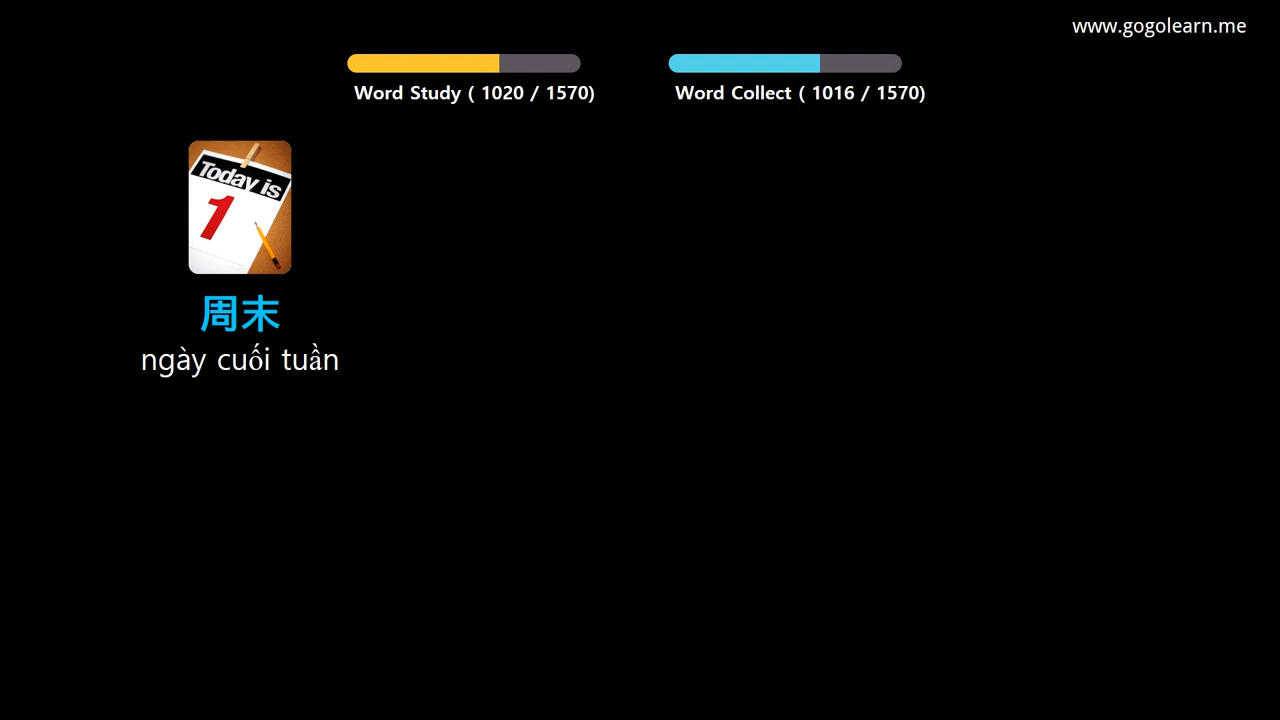 www.gogolearn.me
Word Study ( 1020 / 1570)
Word Collect ( 1016 / 1570)
Today is
1
周末
ngày cuối tuần